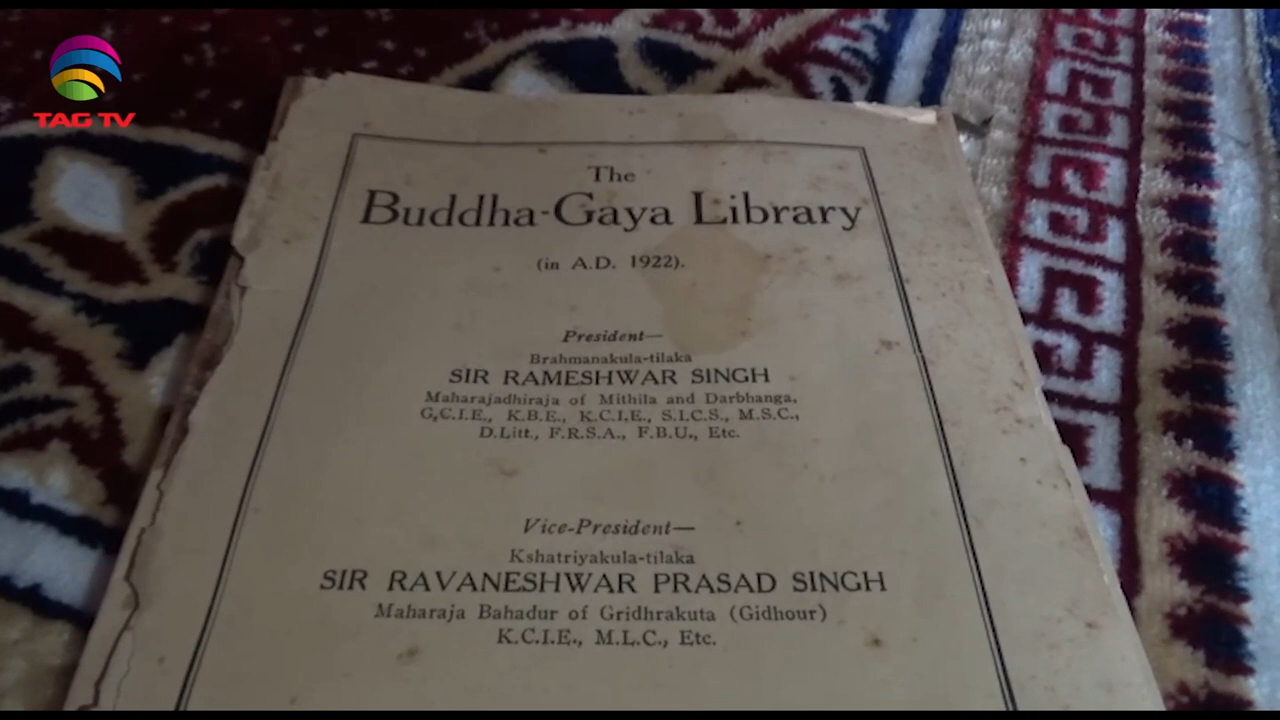 TAG TV
The
Buddha-Gaya Library
(in A.D. 1922).
President—
Brahmanakula-tilaka
SIR RAMESHWAR SINGH
Maharajadhiraja of Mithila and Darbhanga,
G.C.I.E., K.B.E., K.C.I.E., S.I.C.S., M.S.C.,
D.Litt., F.R.S.A., F.B.U., Etc.
Vice-President—
Kshatriyakula-tilaka
SIR RAVANESHWAR PRASAD SINGH
Maharaja Bahadur of Gridhrakuta (Gidhour)
K.C.I.E., M.L.C., Etc.